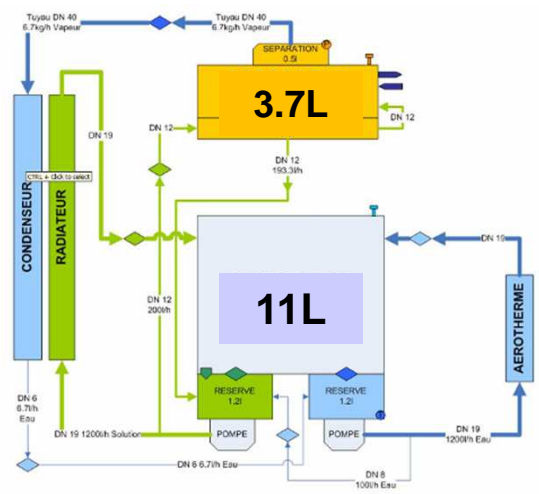 Tuyau DN 40
6.7kg/h Vapeur
Tuyau DN 40
6.7kg/h Vapeur
SEPARATION
0.5l
3.7L
DN 19
DN 12
DN 12
DN 12
193.3l/h
CTRL + Click to select
CONDENSEUR
RADIATEUR
DN 19
11L
DN 12
200l/h
AEROTHERME
RESERVE
1.2l
RESERVE
1.2l
DN 6
6.7l/h
Eau
DN 19 1200l/h Solution
POMPE
POMPE
DN 19
1200l/h Eau
DN 6 6.7l/h Eau
DN 8
100l/h Eau